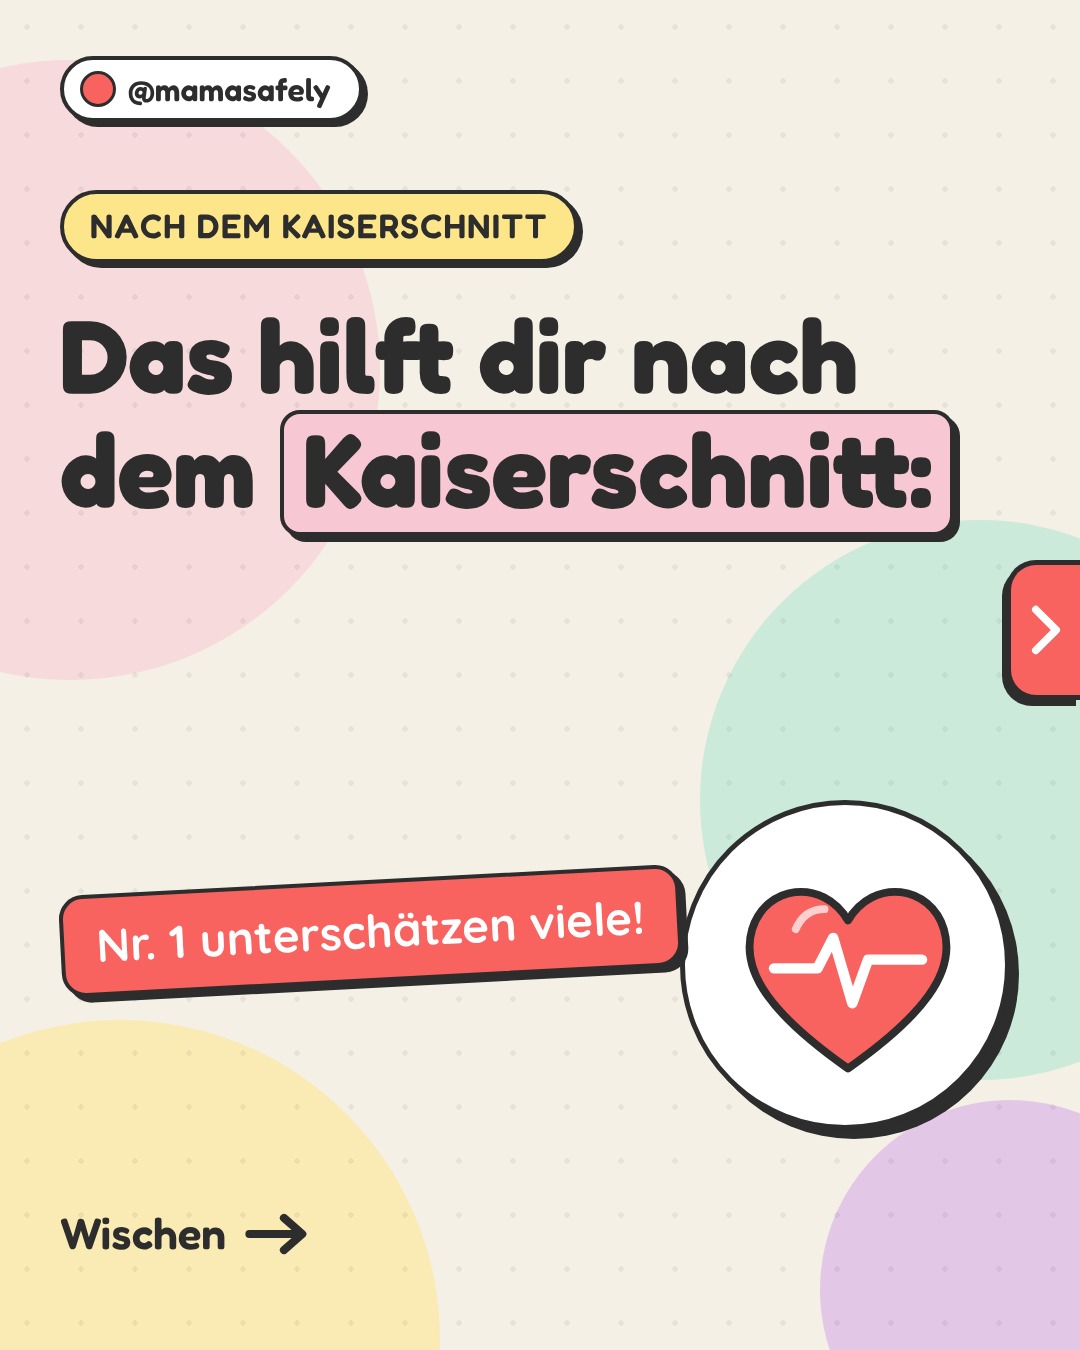 @mamasafely
NACH DEM KAISERSCHNITT
Das hilft dir nach
dem Kaiserschnitt:
Nr. 1 unterschätzen viele!
Wischen →